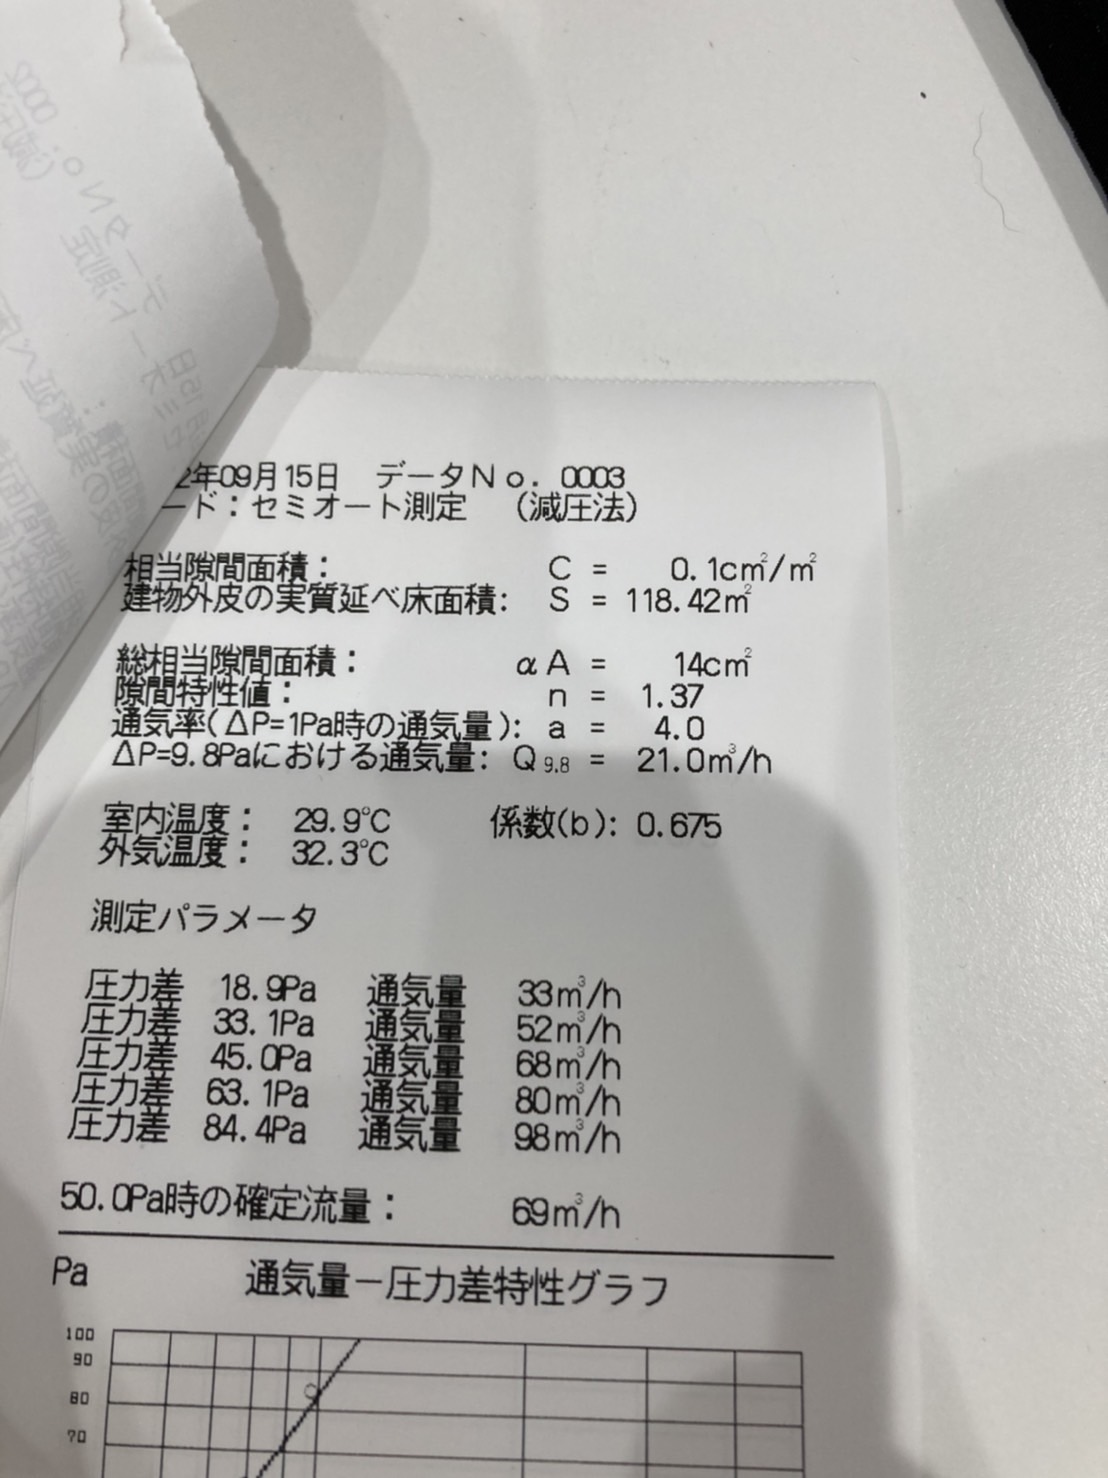 2年09月15日 データNo. 0003
ード：セミオート測定 （減圧法）
相当隙間面積： C = 0.1cm²/m²
建物外皮の実質延べ床面積： S = 118.42m²
総相当隙間面積： αA = 14cm²
隙間特性値： n = 1.37
通気率(ΔP=1Pa時の通気量)： a = 4.0
ΔP=9.8Paにおける通気量： Q9.8 = 21.0m³/h
室内温度： 29.9℃ 係数(b)：0.675
外気温度： 32.3℃
測定パラメータ
圧力差 18.9Pa 通気量 33m³/h
圧力差 33.1Pa 通気量 52m³/h
圧力差 45.0Pa 通気量 68m³/h
圧力差 63.1Pa 通気量 80m³/h
圧力差 84.4Pa 通気量 98m³/h
50.0Pa時の確定流量： 69m³/h
Pa 通気量－圧力差特性グラフ
100
90
80
70